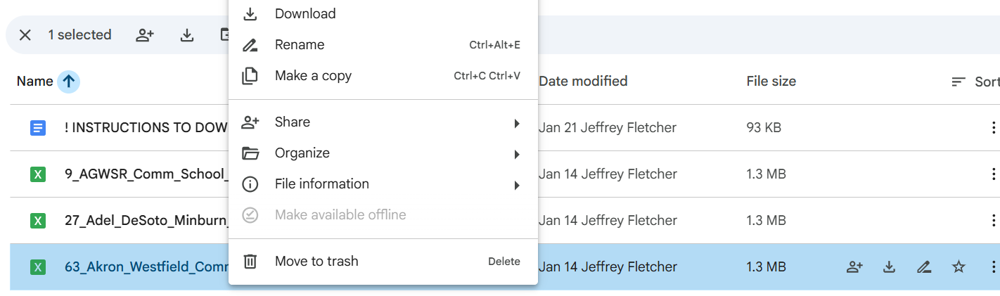 Download
1 selected
Rename Ctrl+Alt+E
Make a copy Ctrl+C Ctrl+V
Name Date modified File size Sort
Share
! INSTRUCTIONS TO DOW Jan 21 Jeffrey Fletcher 93 KB
Organize
9_AGWSR_Comm_School_ Jan 14 Jeffrey Fletcher 1.3 MB
File information
Make available offline
27_Adel_DeSoto_Minburn_ Jan 14 Jeffrey Fletcher 1.3 MB
Move to trash Delete
63_Akron_Westfield_Comm Jan 14 Jeffrey Fletcher 1.3 MB